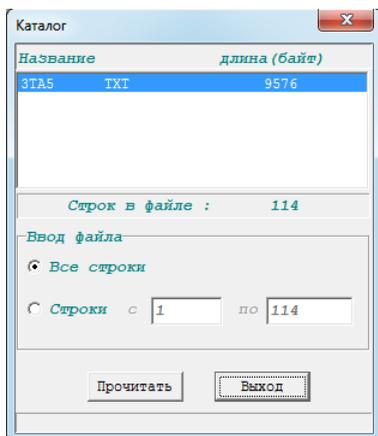 Каталог
Название длина(байт)
3TA5 TXT 9576
Строк в файле : 114
Ввод файла
Все строки
Строки с 1 по 114
Прочитать Выход